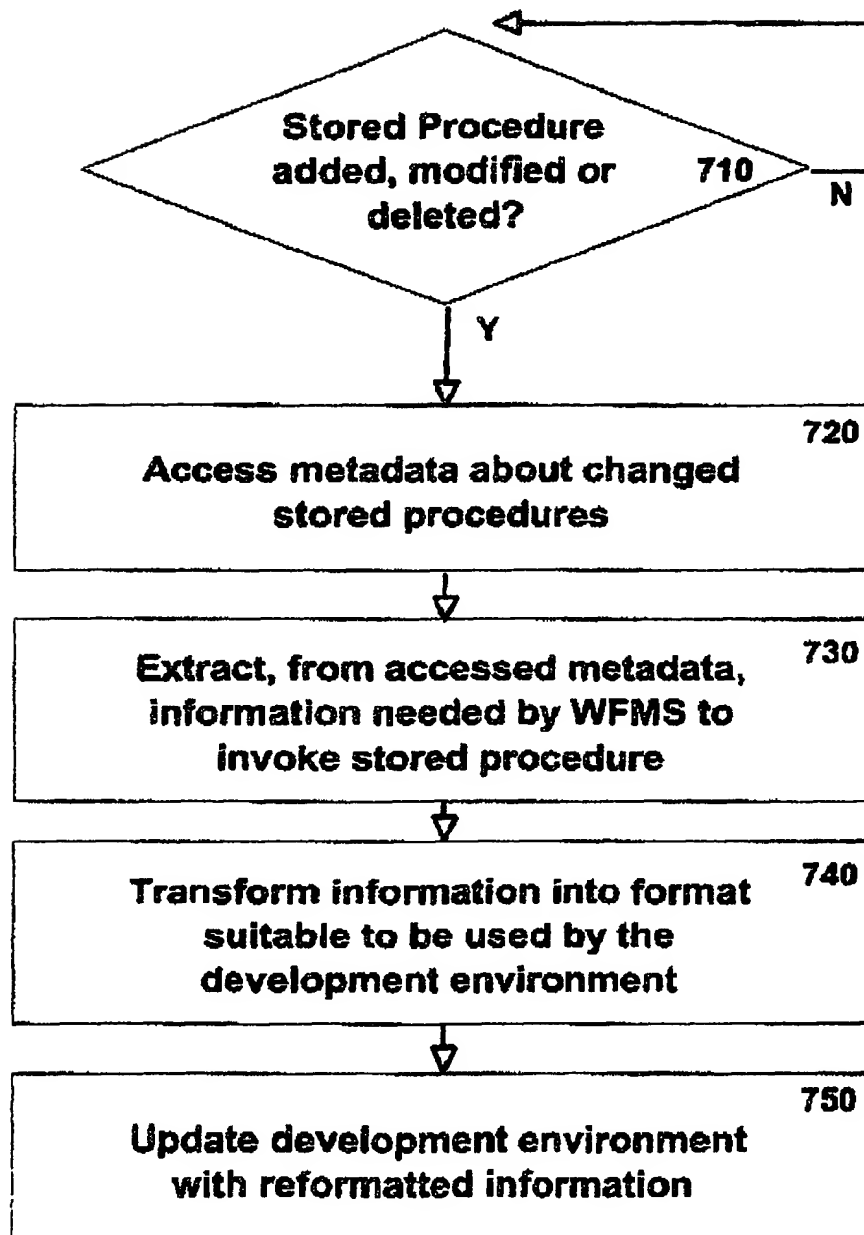 Stored Procedure
added, modified or
deleted?
710
N
Y
720
Access metadata about changed
stored procedures
730
Extract, from accessed metadata,
information needed by WFMS to
invoke stored procedure
740
Transform information into format
suitable to be used by the
development environment
750
Update development environment
with reformatted information